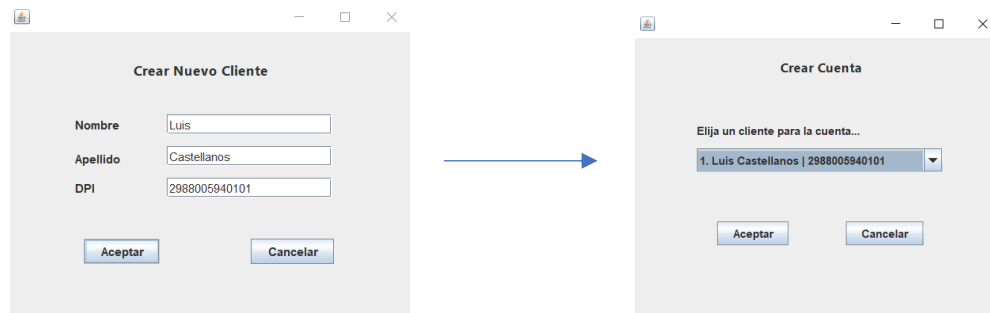 Crear Nuevo Cliente
Nombre Luis
Apellido Castellanos
DPI 2988005940101
Aceptar Cancelar
Crear Cuenta
Elija un cliente para la cuenta...
1. Luis Castellanos | 2988005940101
Aceptar Cancelar